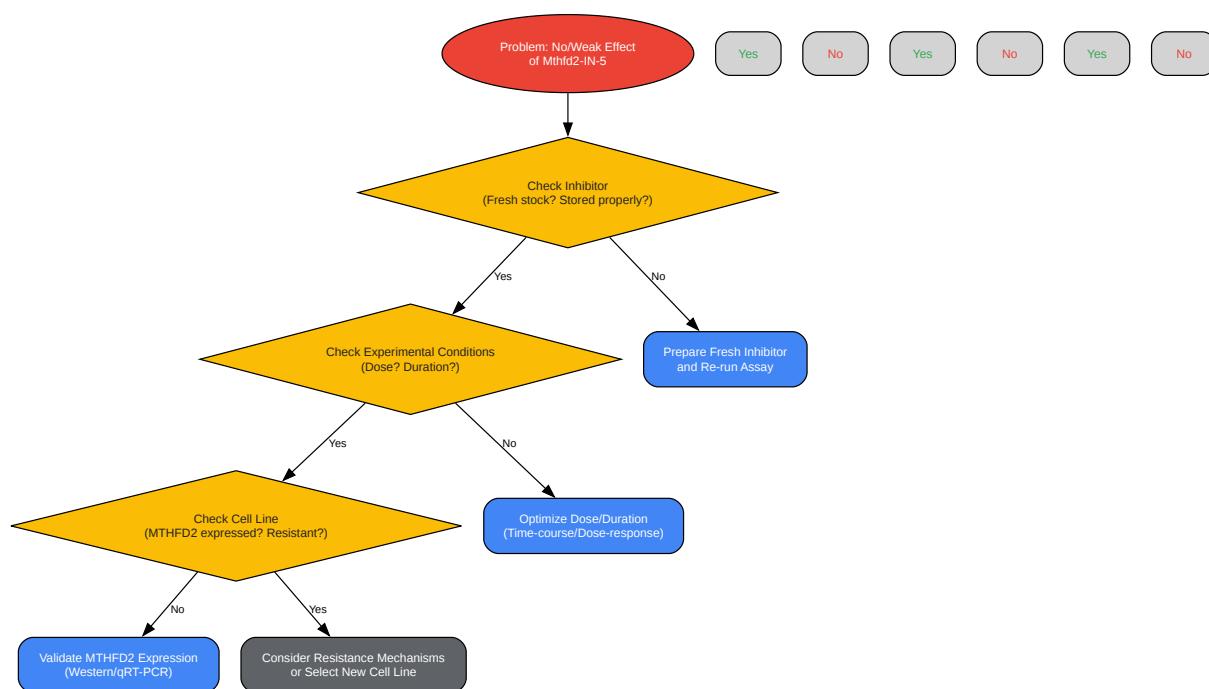 Problem: No/Weak Effect
of Mthfd2-IN-5
Yes
No
Yes
No
Yes
No
Check Inhibitor
(Fresh stock? Stored properly?)
Yes
No
Check Experimental Conditions
(Dose? Duration?)
Prepare Fresh Inhibitor
and Re-run Assay
Yes
No
Check Cell Line
(MTHFD2 expressed? Resistant?)
Optimize Dose/Duration
(Time-course/Dose-response)
No
Yes
Validate MTHFD2 Expression
(Western/qRT-PCR)
Consider Resistance Mechanisms
or Select New Cell Line